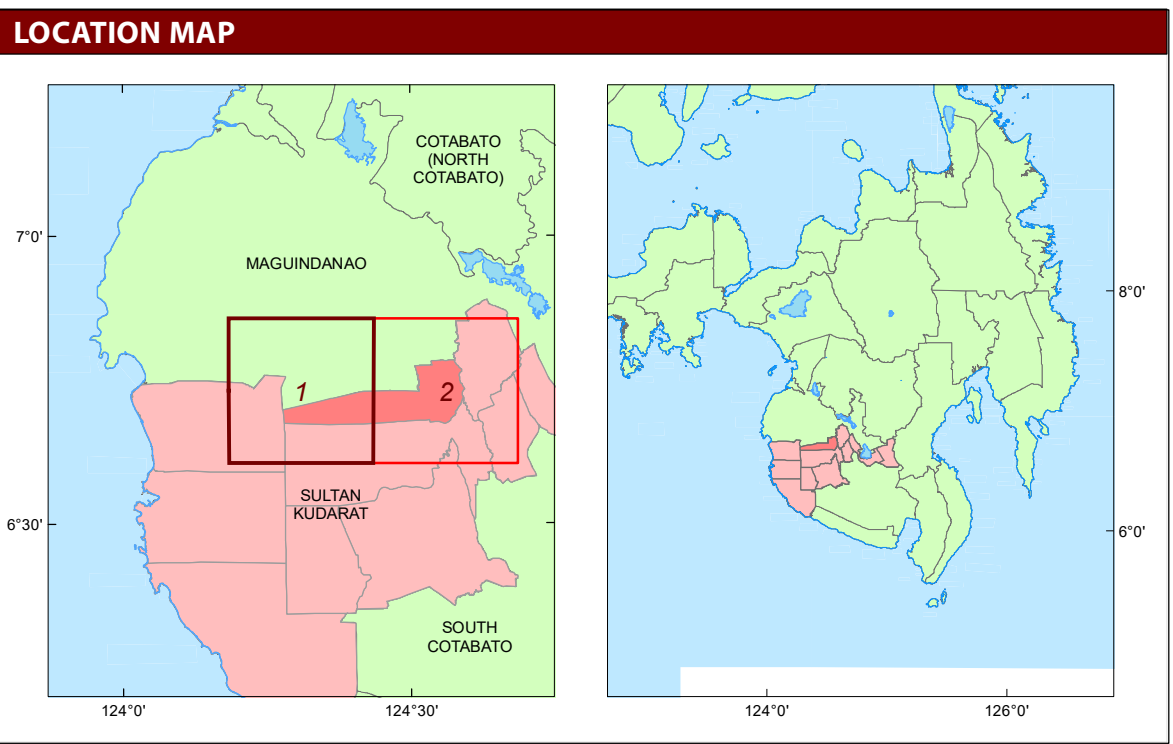 LOCATION MAP
COTABATO
(NORTH
COTABATO)
7°0'
MAGUINDANAO
1
2
SULTAN
KUDARAT
6°30'
SOUTH
COTABATO
124°0'
124°30'
8°0'
6°0'
124°0'
126°0'